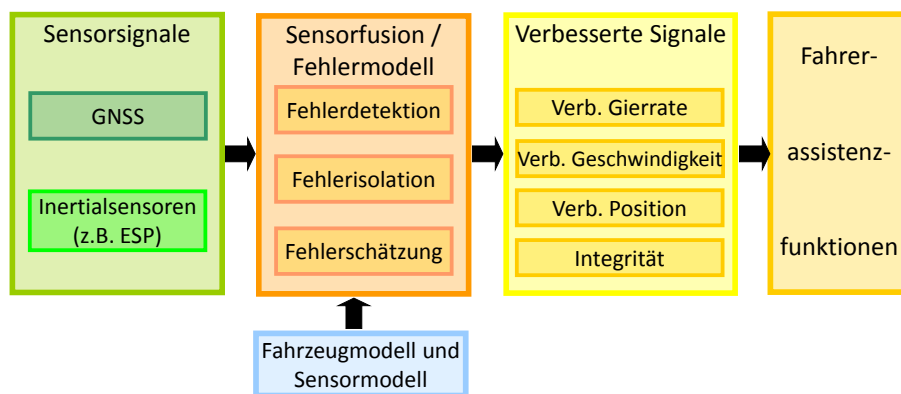 Sensorsignale
GNSS
Inertialsensoren
(z.B. ESP)
Sensorfusion /
Fehlermodell
Fehlerdetektion
Fehlerisolation
Fehlerschätzung
Fahrzeugmodell und
Sensormodell
Verbesserte Signale
Verb. Gierrate
Verb. Geschwindigkeit
Verb. Position
Integrität
Fahrer-
assistenz-
funktionen